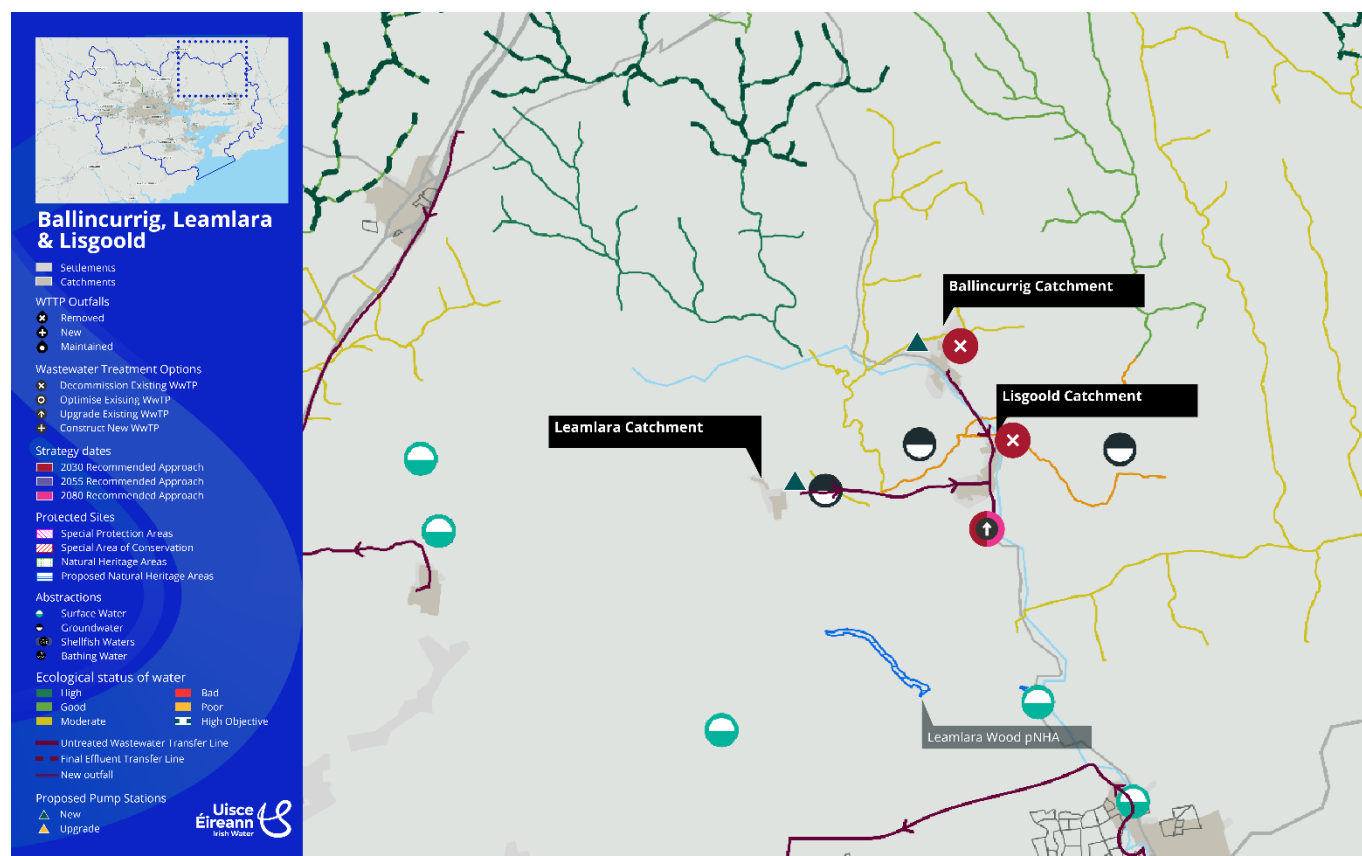 Ballincurrig, Leamlara
& Lisgoold
Settlements
Catchments
WTTP Outfalls
Removed
New
Maintained
Wastewater Treatment Options
Decommission Existing WwTP
Optimise Exisiing WwTP
Upgrade Existing WwTP
Construct New WwTP
Strategy dates
2030 Recommended Approach
2055 Recommended Approach
2080 Recommended Approach
Protected Sites
Special Protection Areas
Special Area of Conservation
Natural Heritage Areas
Proposed Natural Heritage Areas
Abstractions
Surface Water
Groundwater
Shellfish Waters
Bathing Water
Ecological status of water
High
Good
Moderate
Bad
Poor
High Objective
Untreated Wastewater Transfer Line
Final Effluent Transfer Line
New outfall
Proposed Pump Stations
New
Upgrade
Uisce
Éireann
Irish Water
Ballincurrig Catchment
Lisgoold Catchment
Leamlara Catchment
Leamlara Wood pNHA